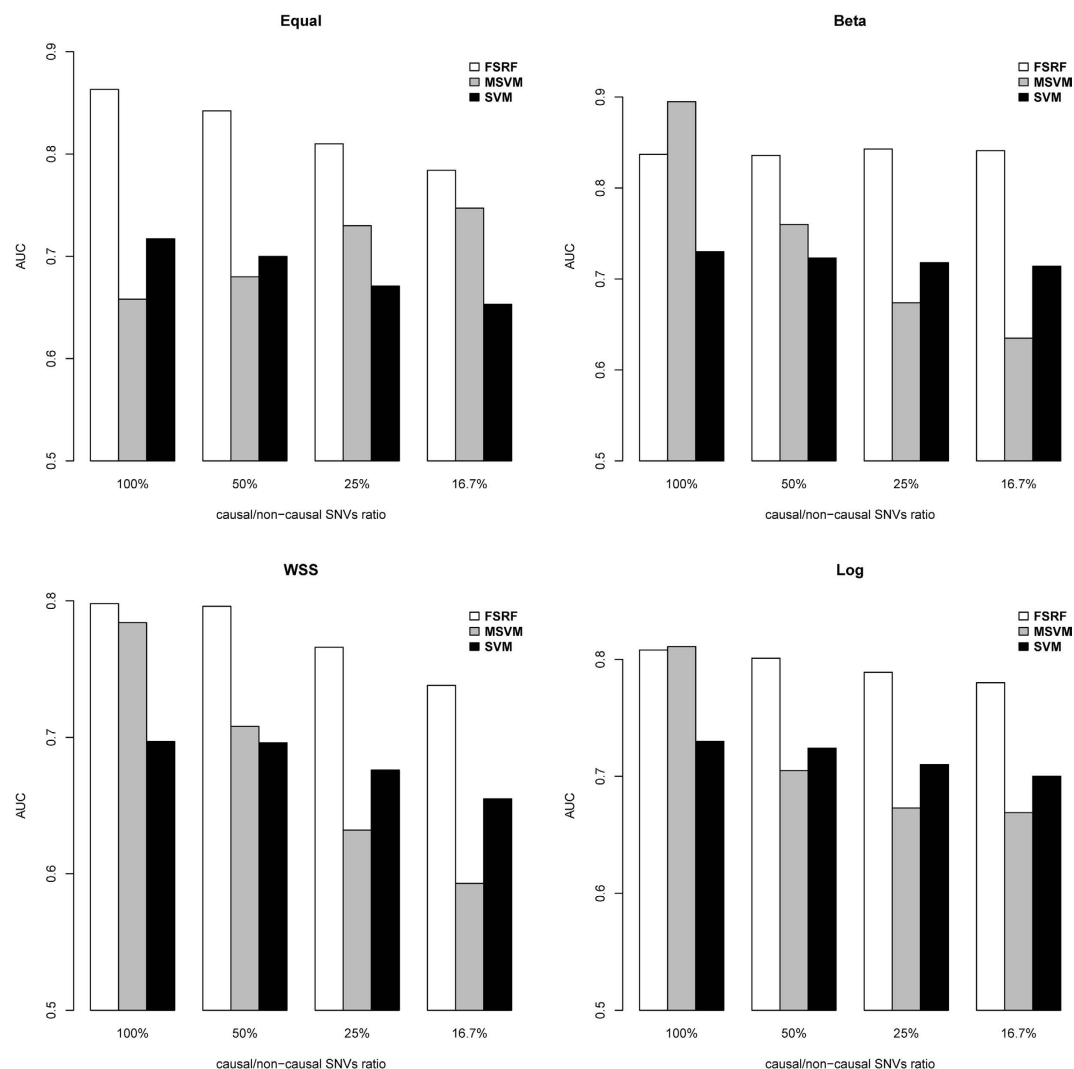 Equal
0.9
FSRF
MSVM
SVM
0.8
0.7
AUC
0.6
0.5
100% 50% 25% 16.7%
causal/non−causal SNVs ratio
Beta
FSRF
MSVM
SVM
0.9
0.8
0.7
AUC
0.6
0.5
100% 50% 25% 16.7%
causal/non−causal SNVs ratio
WSS
0.8
FSRF
MSVM
SVM
0.7
AUC
0.6
0.5
100% 50% 25% 16.7%
causal/non−causal SNVs ratio
Log
FSRF
MSVM
SVM
0.8
0.7
AUC
0.6
0.5
100% 50% 25% 16.7%
causal/non−causal SNVs ratio